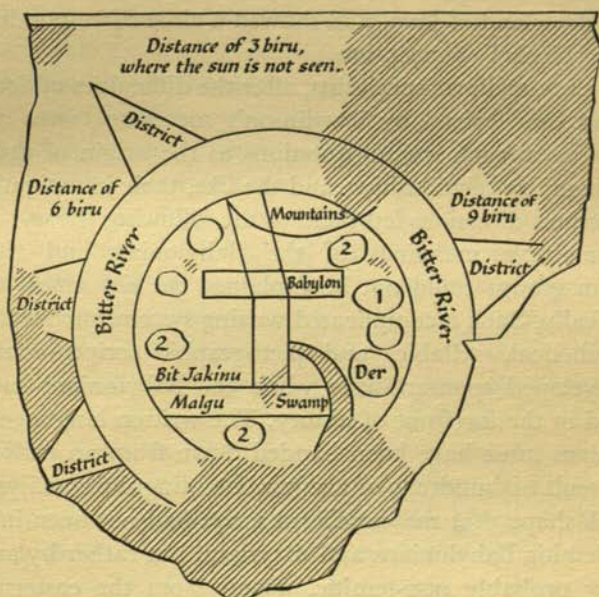 Distance of 3 biru,
where the sun is not seen.
District
Distance of
6 biru
Distance of
9 biru
Mountains
Bitter River
Bitter River
District
2
Babylon
1
District
2
Der
Bit Jakinu
Malgu
Swamp
2
District